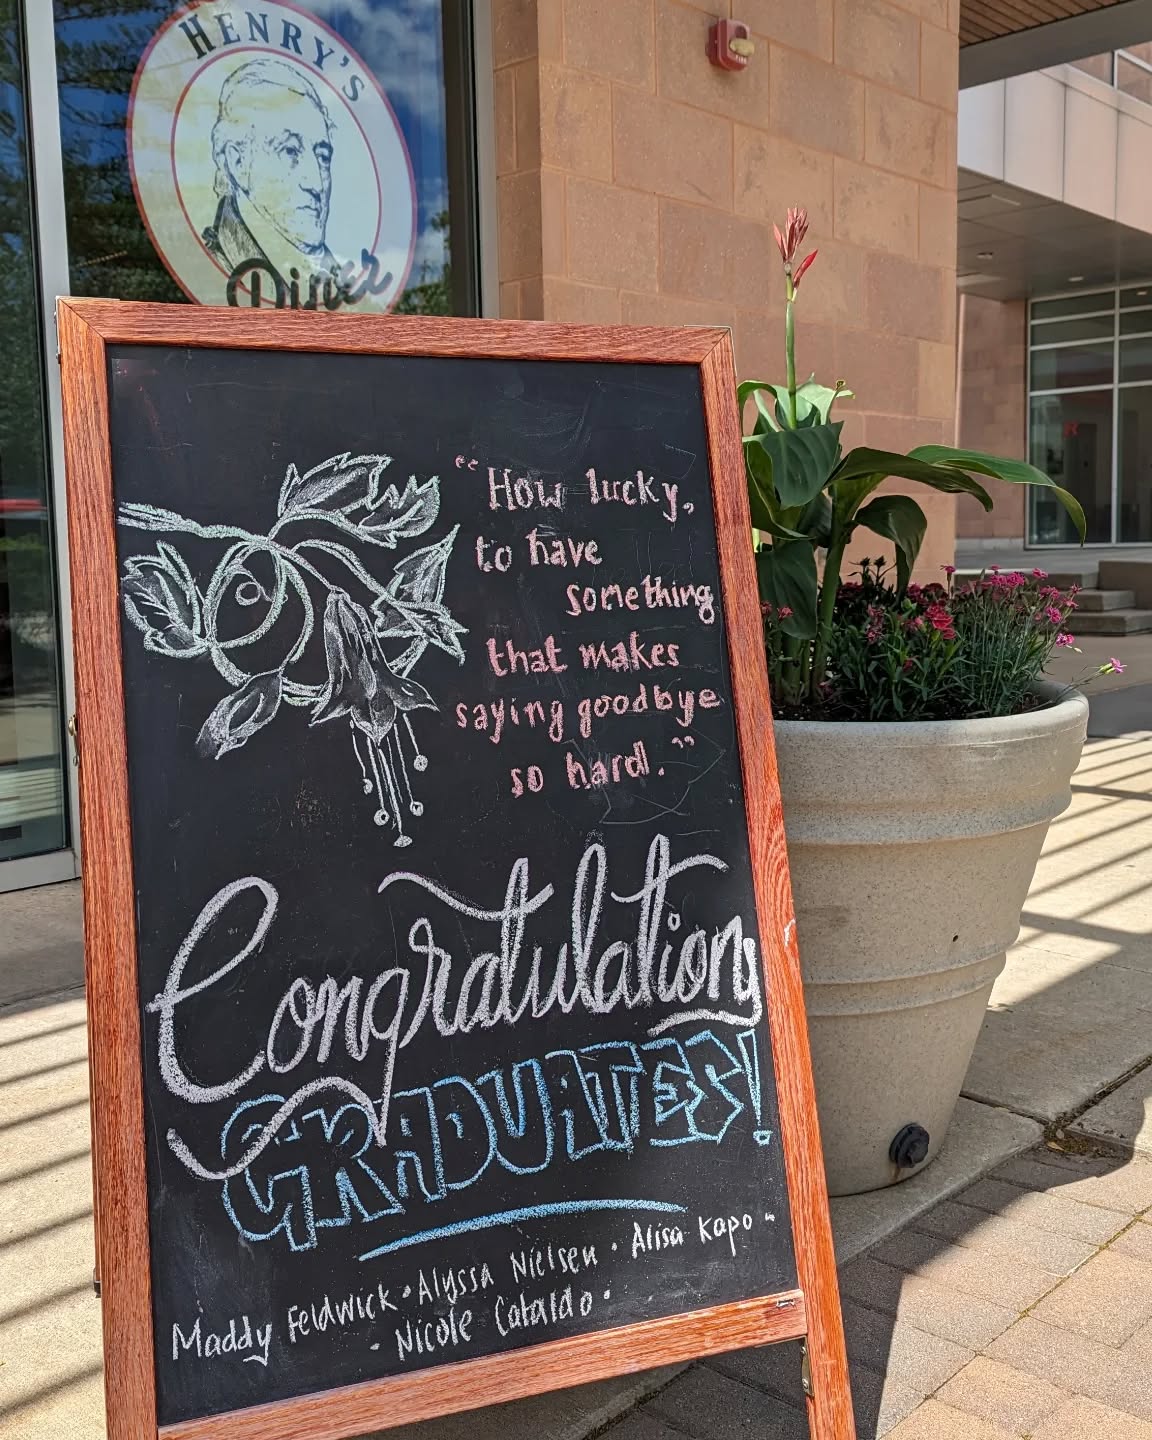 HENRY'S
Diner
"How lucky,
to have
something
that makes
saying goodbye
so hard."
Congratulations
GRADUATES!
Maddy Feldwick • Alyssa Nielsen • Alisa Kapo -
• Nicole Cataldo •
R